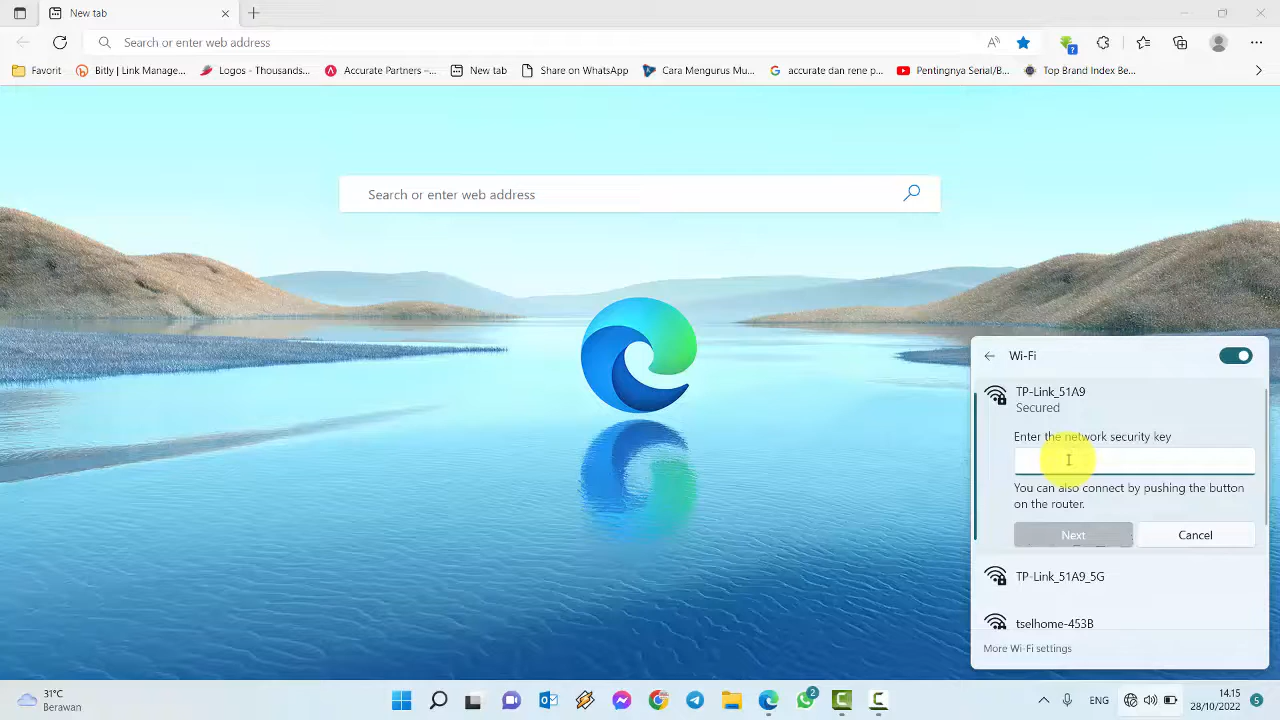 New tab
Search or enter web address
Favorit
Bitly | Link Manage...
Logos - Thousands...
Accurate Partners –...
New tab
Share on WhatsApp
Cara Mengurus Mu...
accurate dan rene p...
Pentingnya Serial/B...
Top Brand Index Be...
Search or enter web address
Wi-Fi
TP-Link_51A9
Secured
Enter the network security key
You can also connect by pushing the button
on the router.
Next
Cancel
TP-Link_51A9_5G
tselhome-453B
More Wi-Fi settings
31°C
Berawan
2
ENG
14.15
28/10/2022
5